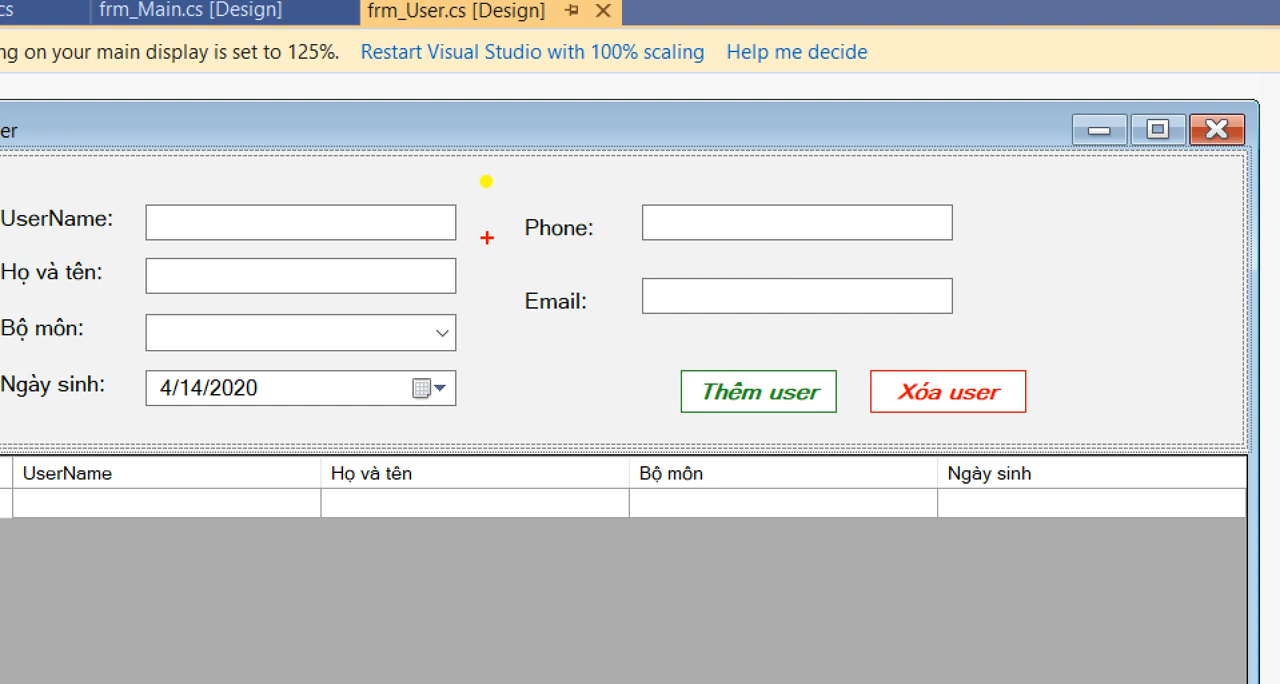 cs frm_Main.cs [Design] frm_User.cs [Design]
ng on your main display is set to 125%. Restart Visual Studio with 100% scaling Help me decide
er
UserName:
Họ và tên:
Bộ môn:
Ngày sinh: 4/14/2020
Phone:
Email:
Thêm user Xóa user
UserName Họ và tên Bộ môn Ngày sinh